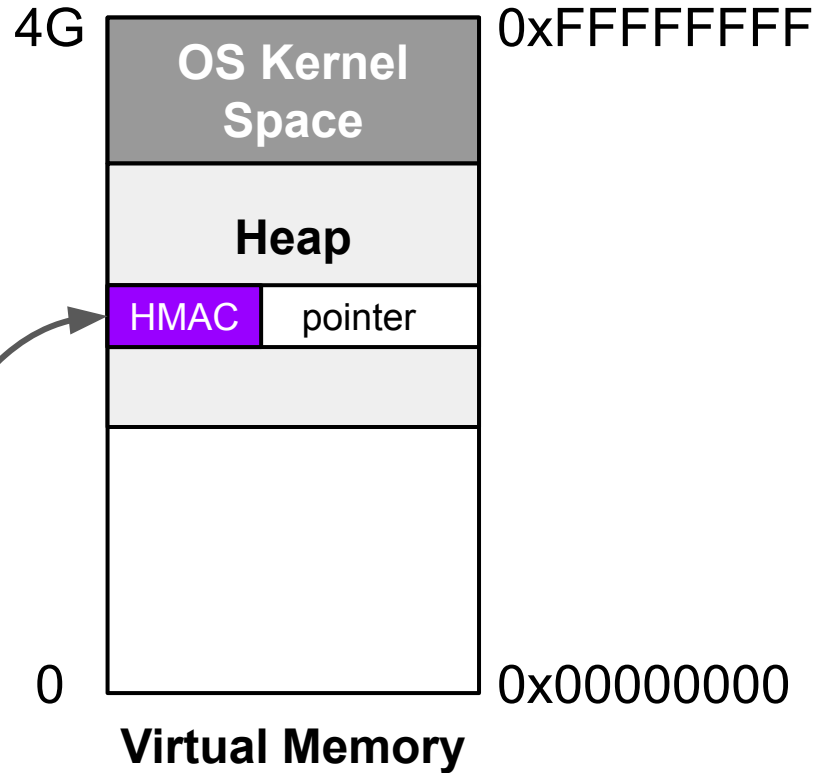 4G
0xFFFFFFFF
OS Kernel
Space
Heap
HMAC
pointer
0
0x00000000
Virtual Memory